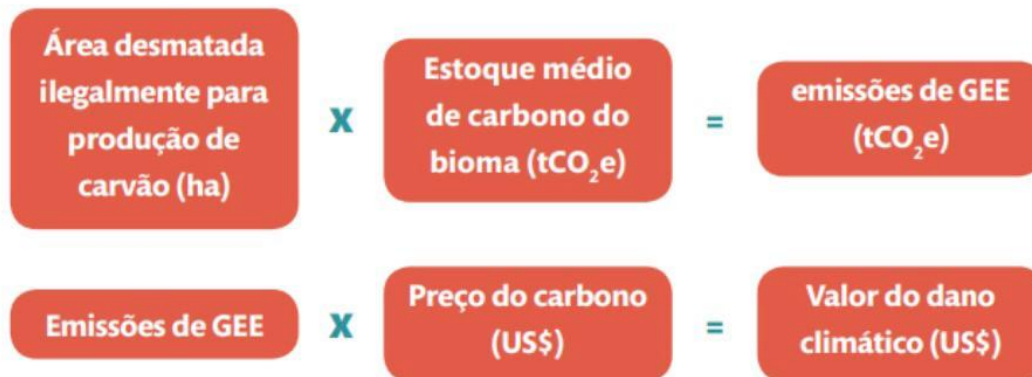 Área desmatada
ilegalmente para
produção de
carvão (ha)
X
Estoque médio
de carbono do
bioma (tCO₂e)
=
emissões de GEE
(tCO₂e)
Emissões de GEE
X
Preço do carbono
(US$)
=
Valor do dano
climático (US$)